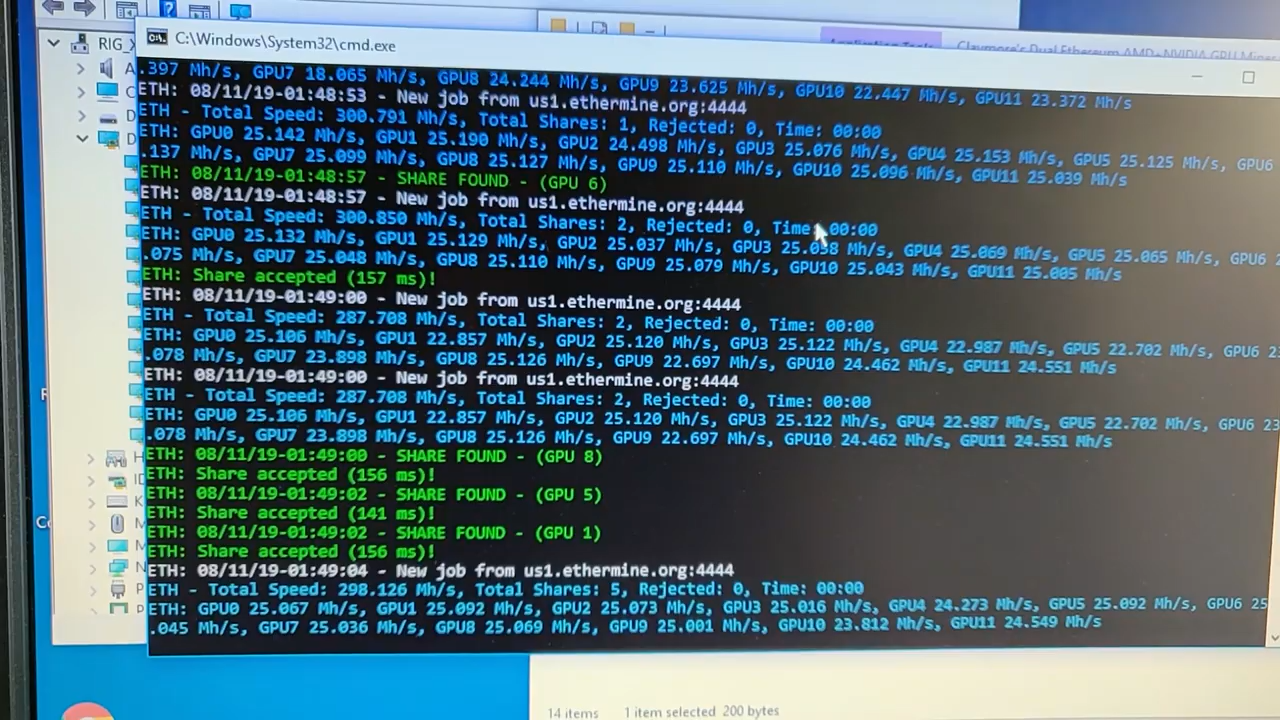 RIG_
C:\Windows\System32\cmd.exe
Application Tools
Claymore's Dual Ethereum AMD+NVIDIA GPU Miner
.397 Mh/s, GPU7 18.065 Mh/s, GPU8 24.244 Mh/s, GPU9 23.625 Mh/s, GPU10 22.447 Mh/s, GPU11 23.372 Mh/s
ETH: 08/11/19-01:48:53 - New job from us1.ethermine.org:4444
ETH - Total Speed: 300.791 Mh/s, Total Shares: 1, Rejected: 0, Time: 00:00
ETH: GPU0 25.142 Mh/s, GPU1 25.190 Mh/s, GPU2 24.498 Mh/s, GPU3 25.076 Mh/s, GPU4 25.153 Mh/s, GPU5 25.125 Mh/s, GPU6
.137 Mh/s, GPU7 25.099 Mh/s, GPU8 25.127 Mh/s, GPU9 25.110 Mh/s, GPU10 25.096 Mh/s, GPU11 25.039 Mh/s
ETH: 08/11/19-01:48:57 - SHARE FOUND - (GPU 6)
ETH: 08/11/19-01:48:57 - New job from us1.ethermine.org:4444
ETH - Total Speed: 300.850 Mh/s, Total Shares: 2, Rejected: 0, Time: 00:00
ETH: GPU0 25.132 Mh/s, GPU1 25.129 Mh/s, GPU2 25.037 Mh/s, GPU3 25.038 Mh/s, GPU4 25.069 Mh/s, GPU5 25.065 Mh/s, GPU6 2
.075 Mh/s, GPU7 25.048 Mh/s, GPU8 25.110 Mh/s, GPU9 25.079 Mh/s, GPU10 25.043 Mh/s, GPU11 25.005 Mh/s
ETH: Share accepted (157 ms)!
ETH: 08/11/19-01:49:00 - New job from us1.ethermine.org:4444
ETH - Total Speed: 287.708 Mh/s, Total Shares: 2, Rejected: 0, Time: 00:00
ETH: GPU0 25.106 Mh/s, GPU1 22.857 Mh/s, GPU2 25.120 Mh/s, GPU3 25.122 Mh/s, GPU4 22.987 Mh/s, GPU5 22.702 Mh/s, GPU6 23
.078 Mh/s, GPU7 23.898 Mh/s, GPU8 25.126 Mh/s, GPU9 22.697 Mh/s, GPU10 24.462 Mh/s, GPU11 24.551 Mh/s
ETH: 08/11/19-01:49:00 - New job from us1.ethermine.org:4444
ETH - Total Speed: 287.708 Mh/s, Total Shares: 2, Rejected: 0, Time: 00:00
ETH: GPU0 25.106 Mh/s, GPU1 22.857 Mh/s, GPU2 25.120 Mh/s, GPU3 25.122 Mh/s, GPU4 22.987 Mh/s, GPU5 22.702 Mh/s, GPU6 23
.078 Mh/s, GPU7 23.898 Mh/s, GPU8 25.126 Mh/s, GPU9 22.697 Mh/s, GPU10 24.462 Mh/s, GPU11 24.551 Mh/s
ETH: 08/11/19-01:49:00 - SHARE FOUND - (GPU 8)
ETH: Share accepted (156 ms)!
ETH: 08/11/19-01:49:02 - SHARE FOUND - (GPU 5)
ETH: Share accepted (141 ms)!
ETH: 08/11/19-01:49:02 - SHARE FOUND - (GPU 1)
ETH: Share accepted (156 ms)!
ETH: 08/11/19-01:49:04 - New job from us1.ethermine.org:4444
ETH - Total Speed: 298.126 Mh/s, Total Shares: 5, Rejected: 0, Time: 00:00
ETH: GPU0 25.067 Mh/s, GPU1 25.092 Mh/s, GPU2 25.073 Mh/s, GPU3 25.016 Mh/s, GPU4 24.273 Mh/s, GPU5 25.092 Mh/s, GPU6 25
.045 Mh/s, GPU7 25.036 Mh/s, GPU8 25.069 Mh/s, GPU9 25.001 Mh/s, GPU10 23.812 Mh/s, GPU11 24.549 Mh/s
14 items 1 item selected 200 bytes